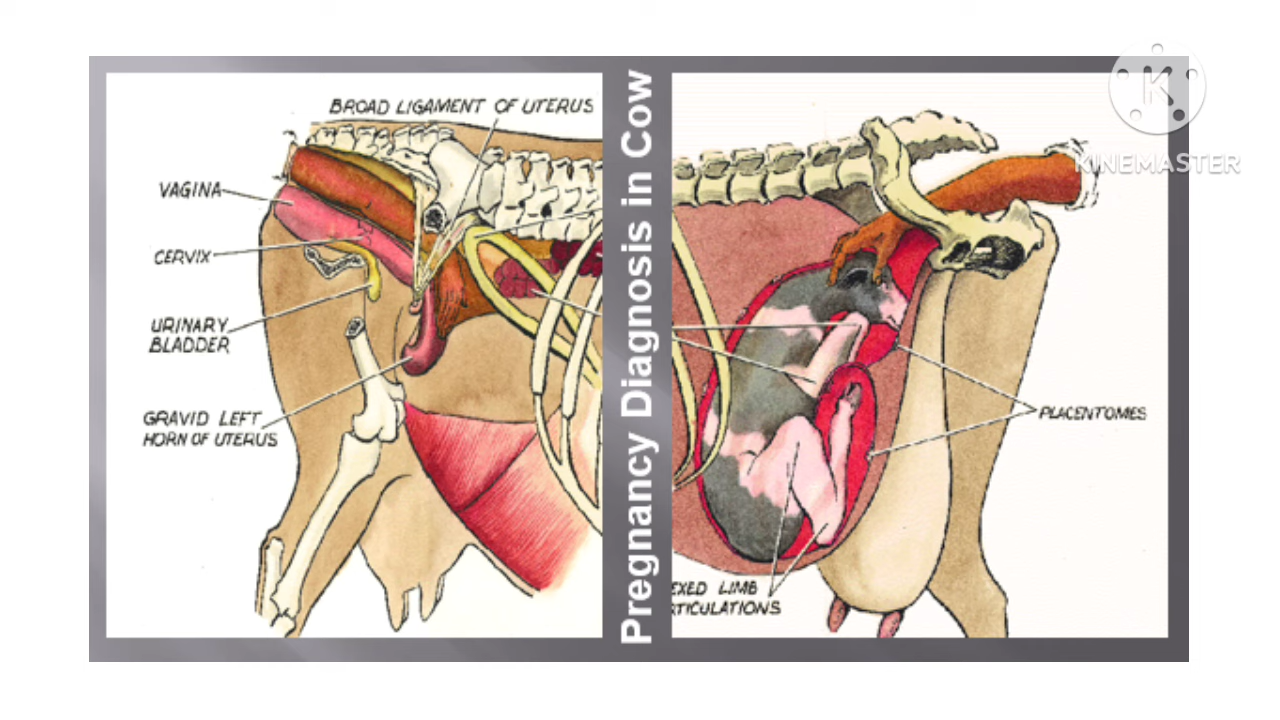 BROAD LIGAMENT OF UTERUS
VAGINA
CERVIX
URINARY
BLADDER
GRAVID LEFT
HORN OF UTERUS
Pregnancy Diagnosis in Cow
PLACENTOMES
EXED LIMB
RTICULATIONS
K
KINEMASTER